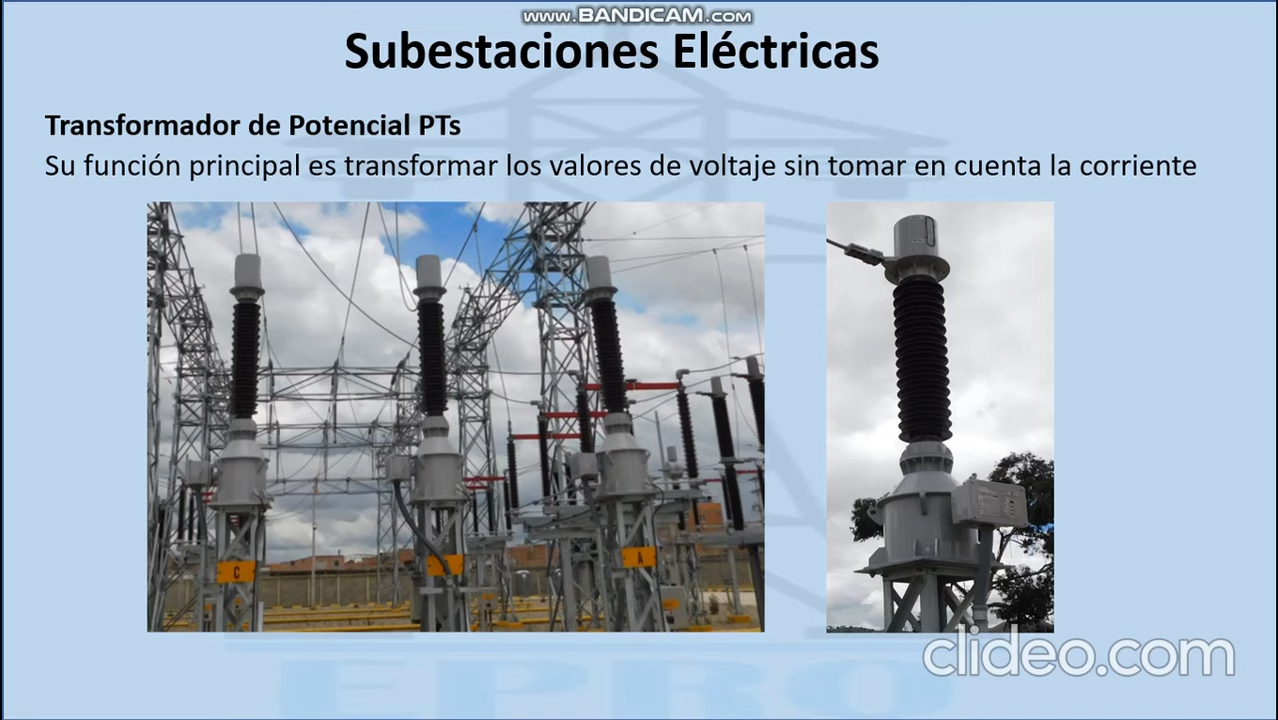 www.BANDICAM.com
Subestaciones Eléctricas
Transformador de Potencial PTs
Su función principal es transformar los valores de voltaje sin tomar en cuenta la corriente
C
A
clideo.com
EPRO